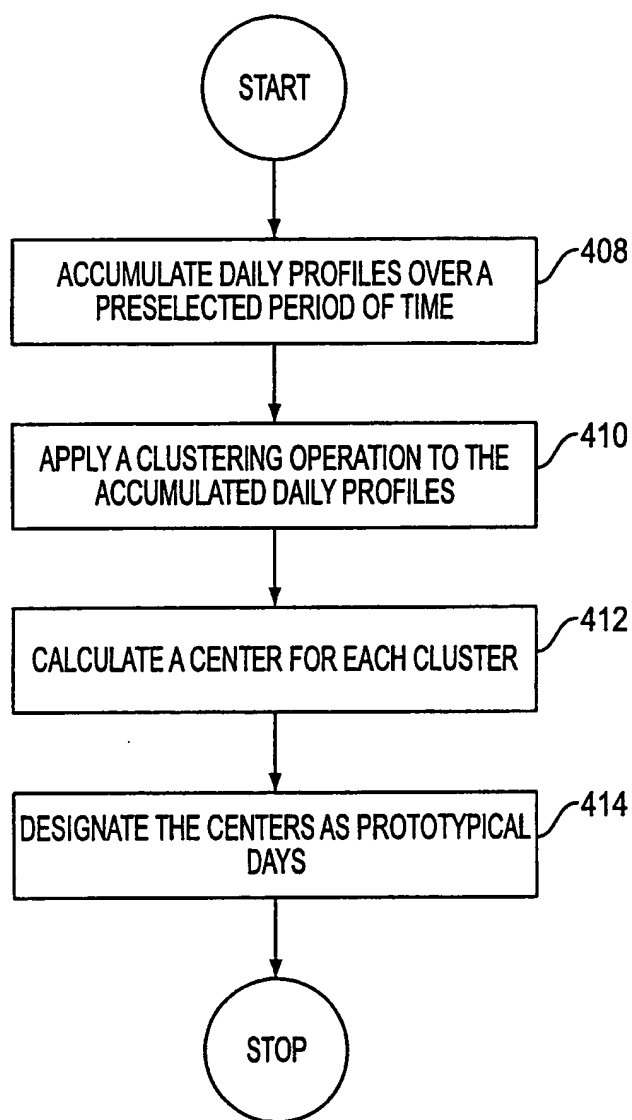 START
ACCUMULATE DAILY PROFILES OVER A
PRESELECTED PERIOD OF TIME
408
APPLY A CLUSTERING OPERATION TO THE
ACCUMULATED DAILY PROFILES
410
CALCULATE A CENTER FOR EACH CLUSTER
412
DESIGNATE THE CENTERS AS PROTOTYPICAL
DAYS
414
STOP